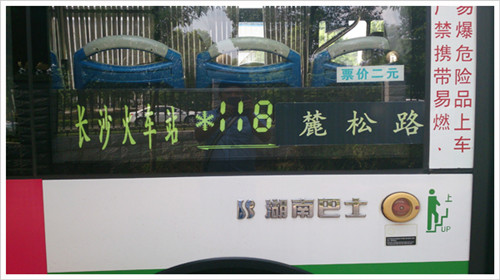 票价二元
长沙火车站 *118 麓松路
严禁携带易燃、
易爆危险品上车
湖南巴士
上
UP